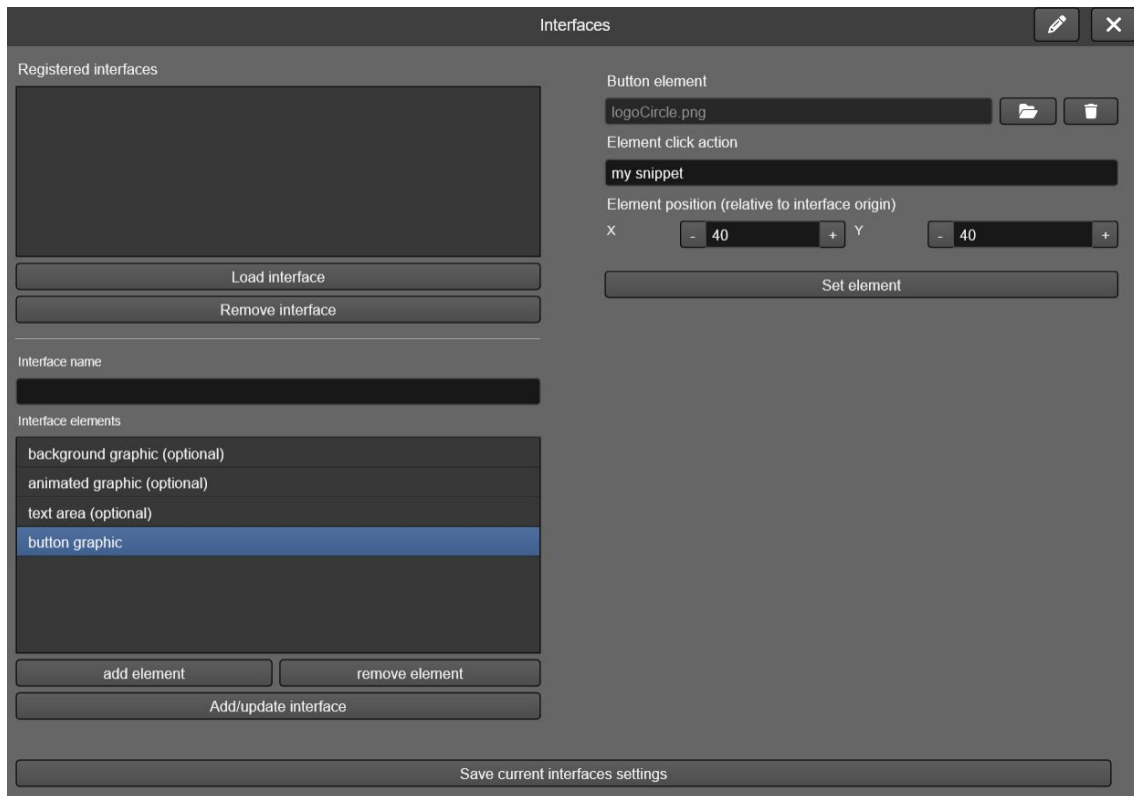 Interfaces
Registered interfaces
Load interface
Remove interface
Interface name
Interface elements
background graphic (optional)
animated graphic (optional)
text area (optional)
button graphic
add element remove element
Add/update interface
Button element
logoCircle.png
Element click action
my snippet
Element position (relative to interface origin)
X - 40 + Y - 40 +
Set element
Save current interfaces settings